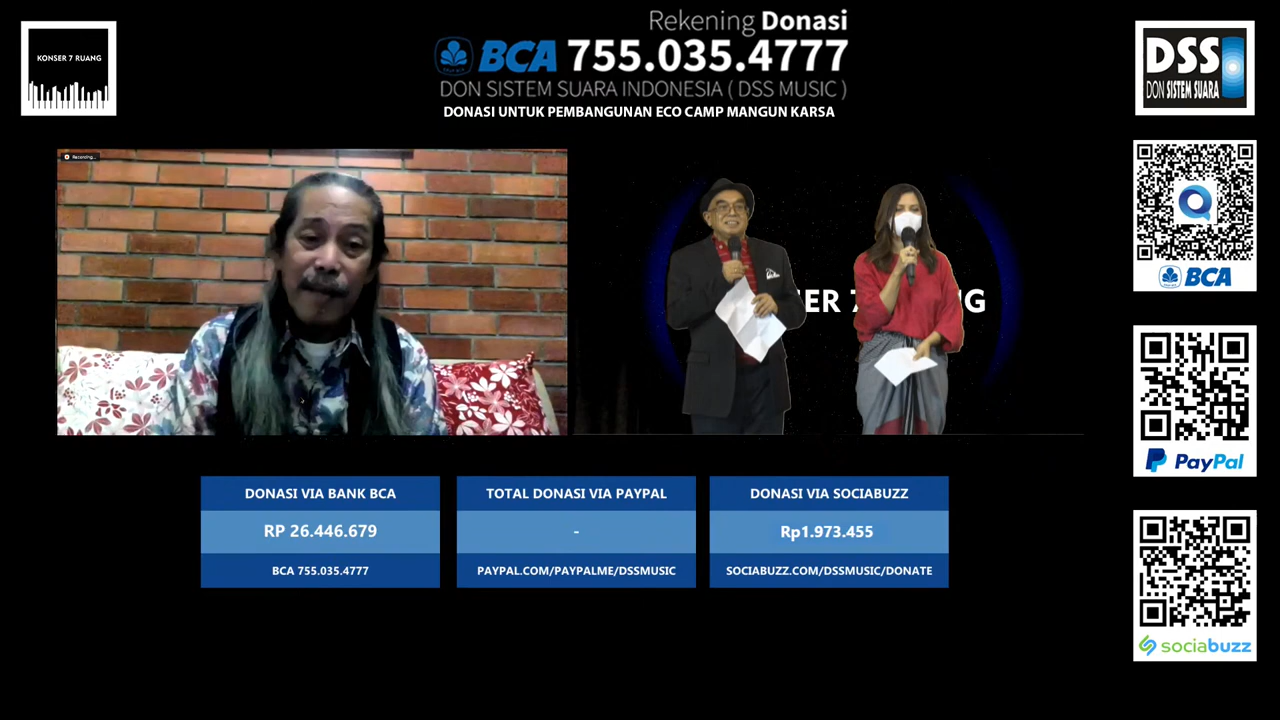 KONSER 7 RUANG
Rekening Donasi
BCA 755.035.4777
DON SISTEM SUARA INDONESIA ( DSS MUSIC )
DONASI UNTUK PEMBANGUNAN ECO CAMP MANGUN KARSA
DSS
DON SISTEM SUARA
Recording...
SER 7 NG
BCA
PayPal
sociabuzz
DONASI VIA BANK BCA
RP 26.446.679
BCA 755.035.4777
TOTAL DONASI VIA PAYPAL
-
PAYPAL.COM/PAYPALME/DSSMUSIC
DONASI VIA SOCIABUZZ
Rp1.973.455
SOCIABUZZ.COM/DSSMUSIC/DONATE